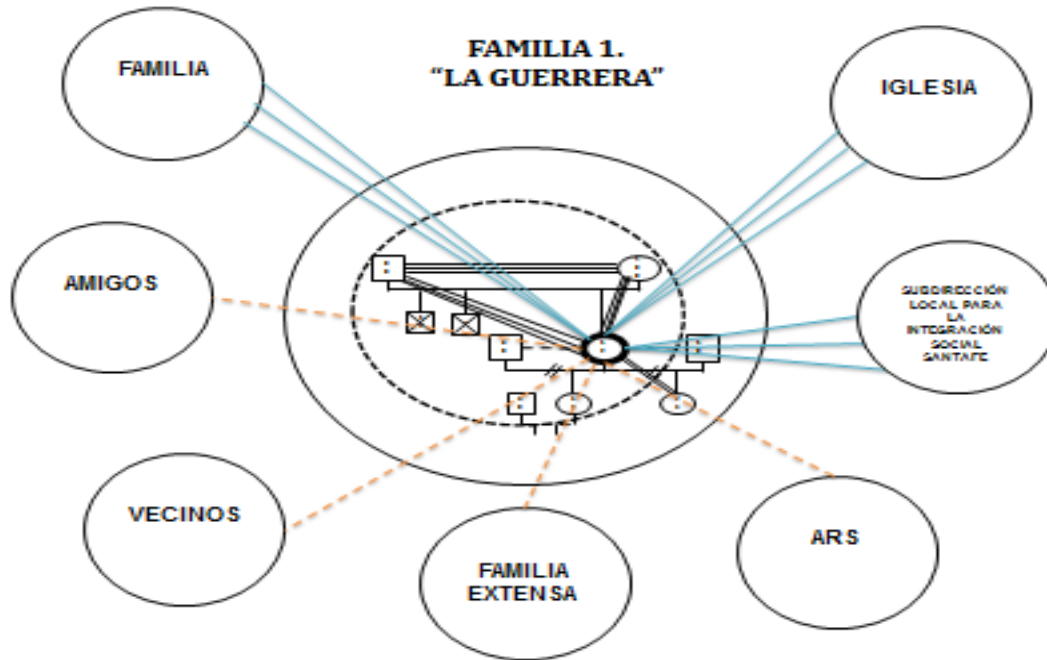 FAMILIA 1.
“LA GUERRERA”
FAMILIA
IGLESIA
AMIGOS
SUBDIRECCIÓN
LOCAL PARA
LA
INTEGRACIÓN
SOCIAL
SANTAFE
VECINOS
FAMILIA
EXTENSA
ARS